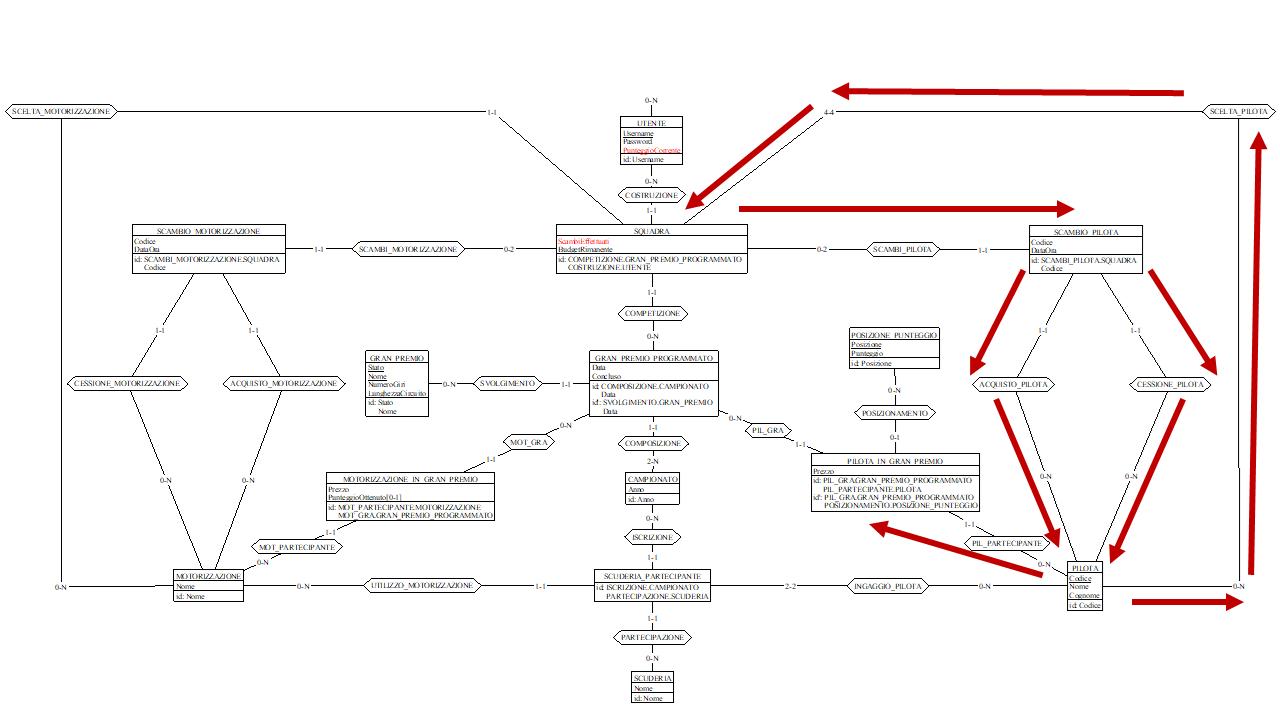 0-N
SCELTA_MOTORIZZAZIONE
1-1
4-4
SCELTA_PILOTA
UTENTE
Username
Password
PunteggioCorrente
id: Username
0-N
COSTRUZIONE
1-1
SCAMBIO_MOTORIZZAZIONE
Codice
DataOra
id: SCAMBI_MOTORIZZAZIONE.SQUADRA
Codice
1-1
SCAMBI_MOTORIZZAZIONE
0-2
SQUADRA
ScambiEffettuati
BudgetRimanente
id: COMPETIZIONE.GRAN_PREMIO_PROGRAMMATO
COSTRUZIONE.UTENTE
0-2
SCAMBI_PILOTA
1-1
SCAMBIO_PILOTA
Codice
DataOra
id: SCAMBI_PILOTA.SQUADRA
Codice
1-1
COMPETIZIONE
0-N
1-1
1-1
1-1
1-1
CESSIONE_MOTORIZZAZIONE
ACQUISTO_MOTORIZZAZIONE
GRAN_PREMIO
Stato
Nome
NumeroGiri
LunghezzaCircuito
id: Stato
Nome
0-N
SVOLGIMENTO
1-1
GRAN_PREMIO_PROGRAMMATO
Data
Concluso
id: COMPOSIZIONE.CAMPIONATO
Data
id': SVOLGIMENTO.GRAN_PREMIO
Data
POSIZIONE_PUNTEGGIO
Posizione
Punteggio
id: Posizione
0-N
POSIZIONAMENTO
0-1
ACQUISTO_PILOTA
CESSIONE_PILOTA
0-N
MOT_GRA
1-1
1-1
COMPOSIZIONE
2-N
0-N
PIL_GRA
1-1
0-N
0-N
MOTORIZZAZIONE_IN_GRAN_PREMIO
Prezzo
PunteggioOttenuto[0-1]
id: MOT_PARTECIPANTE.MOTORIZZAZIONE
MOT_GRA.GRAN_PREMIO_PROGRAMMATO
CAMPIONATO
Anno
id: Anno
PILOTA_IN_GRAN_PREMIO
Prezzo
id: PIL_GRA.GRAN_PREMIO_PROGRAMMATO
PIL_PARTECIPANTE.PILOTA
id': PIL_GRA.GRAN_PREMIO_PROGRAMMATO
POSIZIONAMENTO.POSIZIONE_PUNTEGGIO
0-N
0-N
1-1
MOT_PARTECIPANTE
0-N
0-N
ISCRIZIONE
1-1
1-1
PIL_PARTECIPANTE
0-N
0-N
MOTORIZZAZIONE
Nome
id: Nome
0-N
UTILIZZO_MOTORIZZAZIONE
1-1
SCUDERIA_PARTECIPANTE
id: ISCRIZIONE.CAMPIONATO
PARTECIPAZIONE.SCUDERIA
2-2
INGAGGIO_PILOTA
0-N
PILOTA
Codice
Nome
Cognome
id: Codice
0-N
1-1
PARTECIPAZIONE
0-N
SCUDERIA
Nome
id: Nome